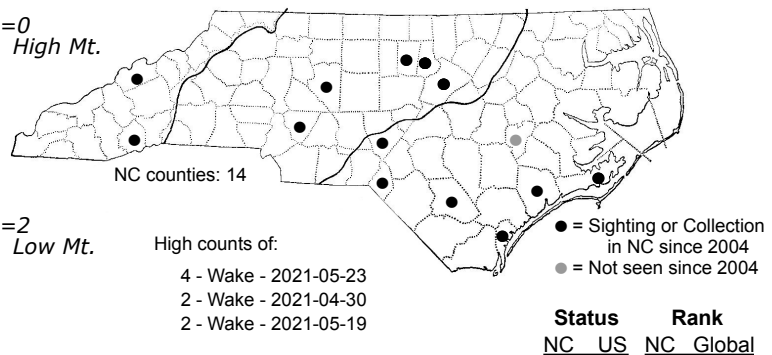 =0
High Mt.
NC counties: 14
=2
Low Mt.
High counts of:
4 - Wake - 2021-05-23
2 - Wake - 2021-04-30
2 - Wake - 2021-05-19
= Sighting or Collection
in NC since 2004
= Not seen since 2004
Status Rank
NC US NC Global